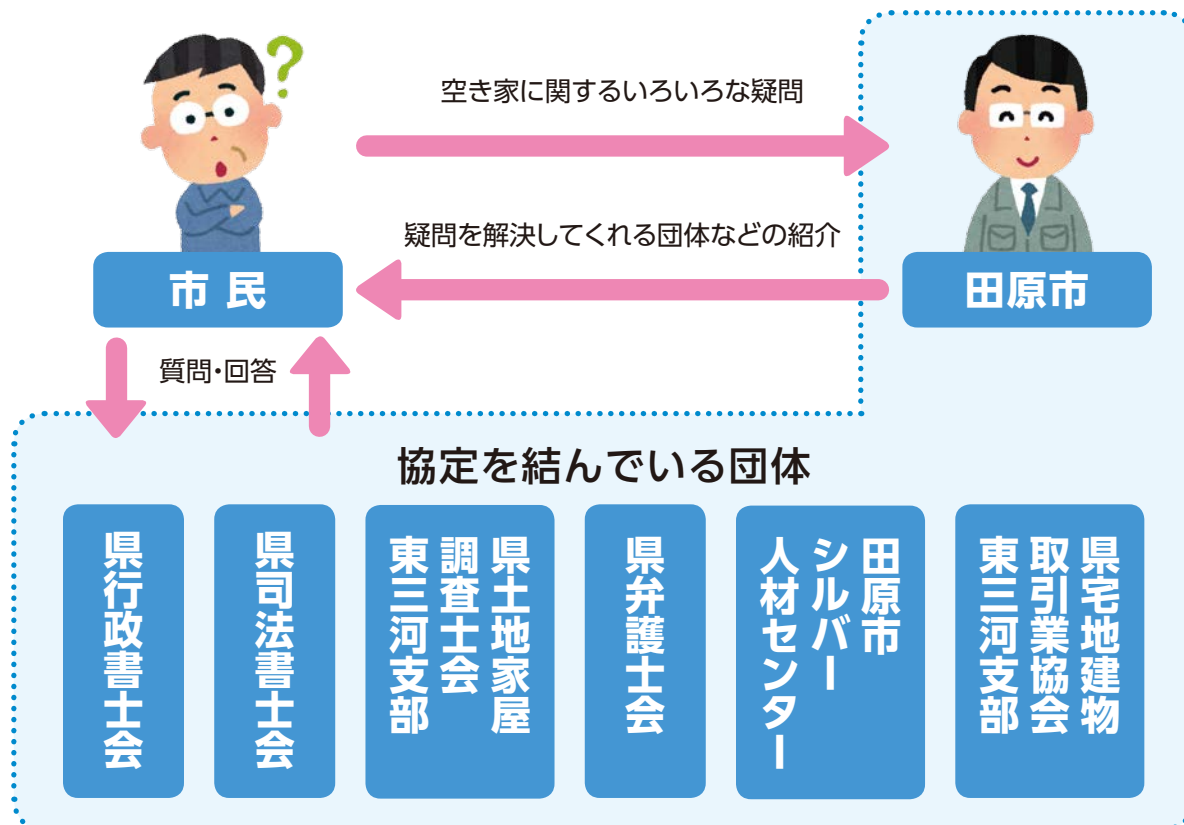 ?
空き家に関するいろいろな疑問
疑問を解決してくれる団体などの紹介
市 民
田原市
質問・回答
協定を結んでいる団体
県行政書士会
県司法書士会
県土地家屋
調査士会
東三河支部
県弁護士会
田原市
シルバー
人材センター
県宅地建物
取引業協会
東三河支部